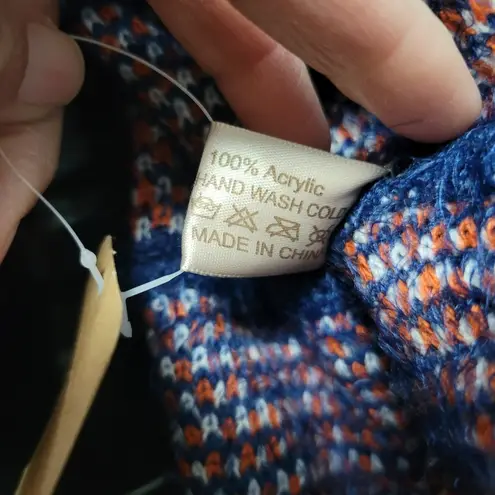 100% Acrylic
HAND WASH COLD
MADE IN CHINA